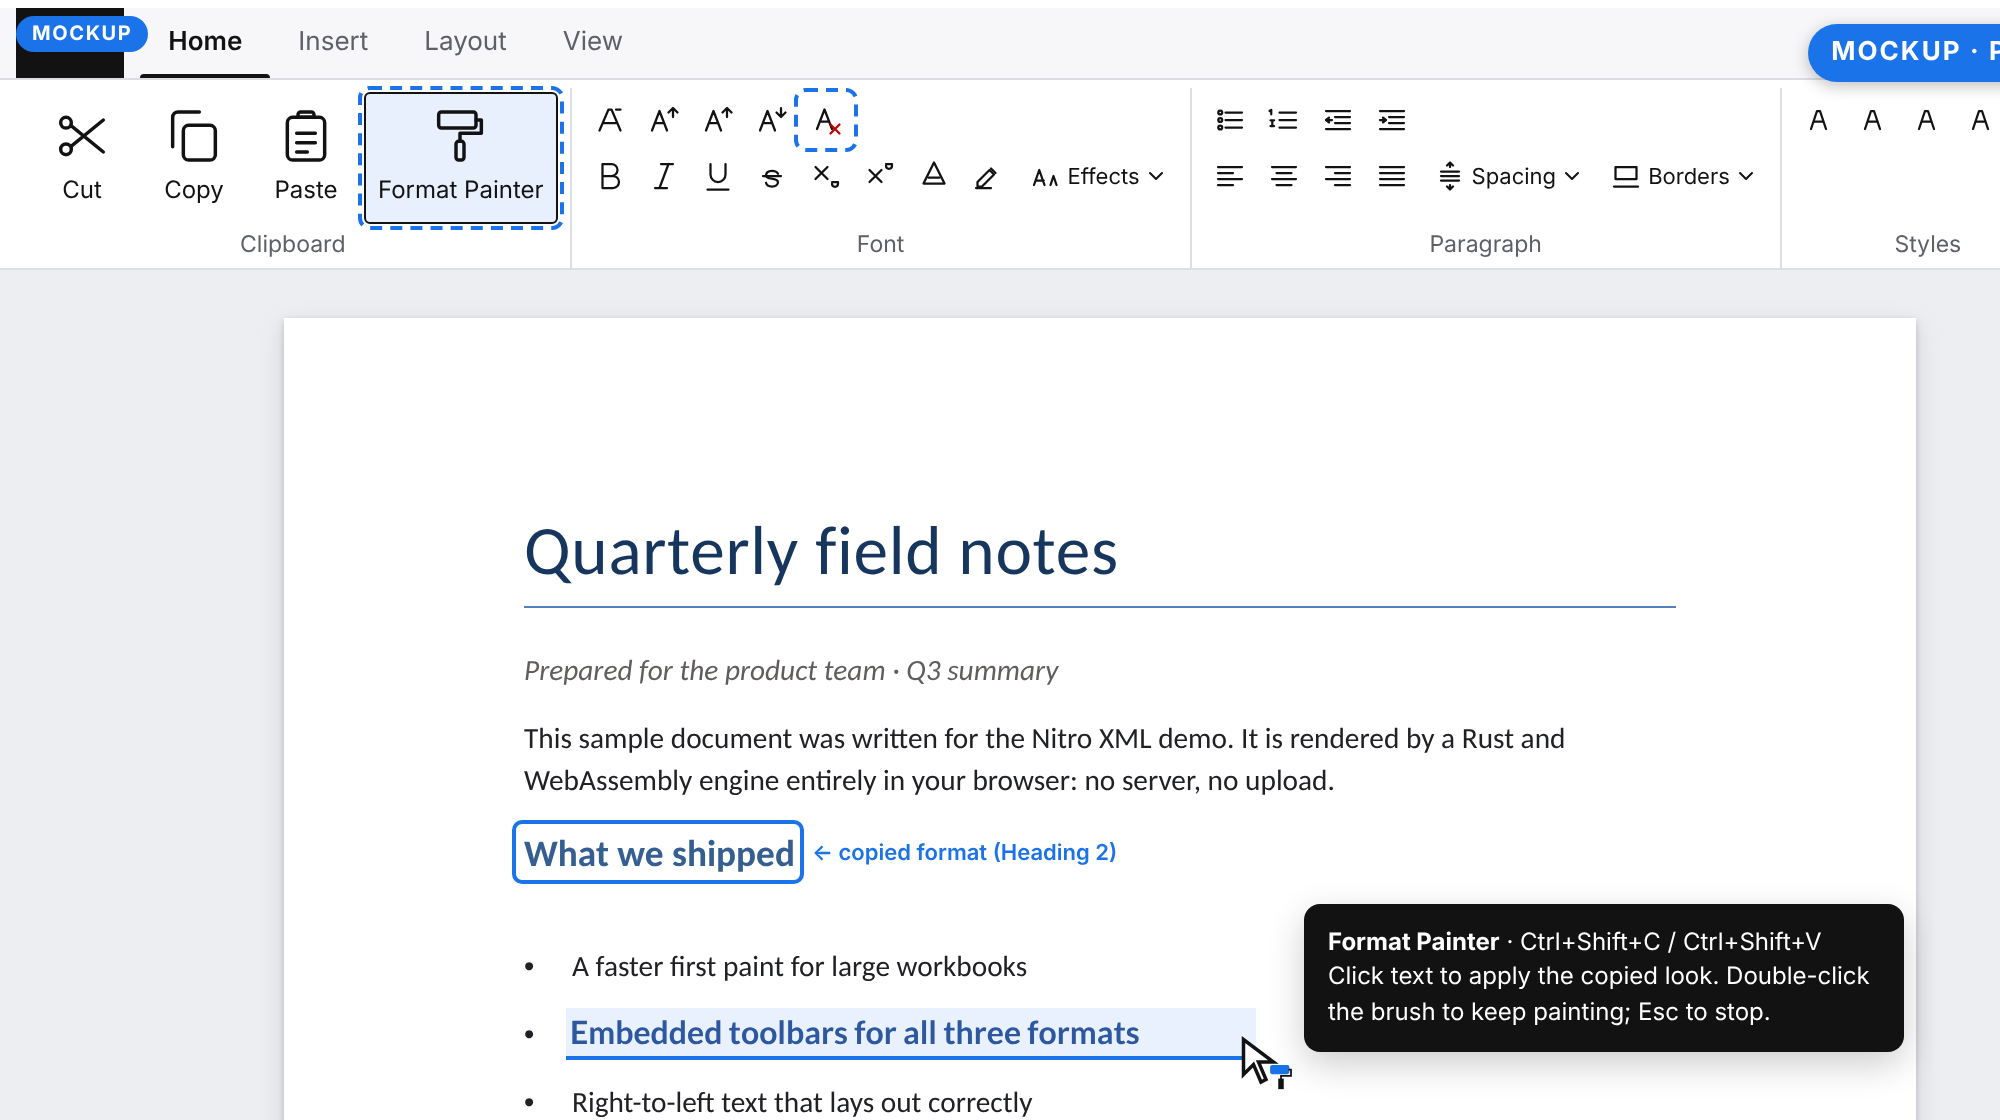 MOCKUP
Home Insert Layout View
MOCKUP · P
Cut Copy Paste Format Painter
Effects Spacing Borders
Clipboard Font Paragraph Styles
Quarterly field notes
Prepared for the product team · Q3 summary
This sample document was written for the Nitro XML demo. It is rendered by a Rust and
WebAssembly engine entirely in your browser: no server, no upload.
What we shipped ← copied format (Heading 2)
• A faster first paint for large workbooks
Format Painter · Ctrl+Shift+C / Ctrl+Shift+V
Click text to apply the copied look. Double-click
the brush to keep painting; Esc to stop.
• Embedded toolbars for all three formats
• Right-to-left text that lays out correctly